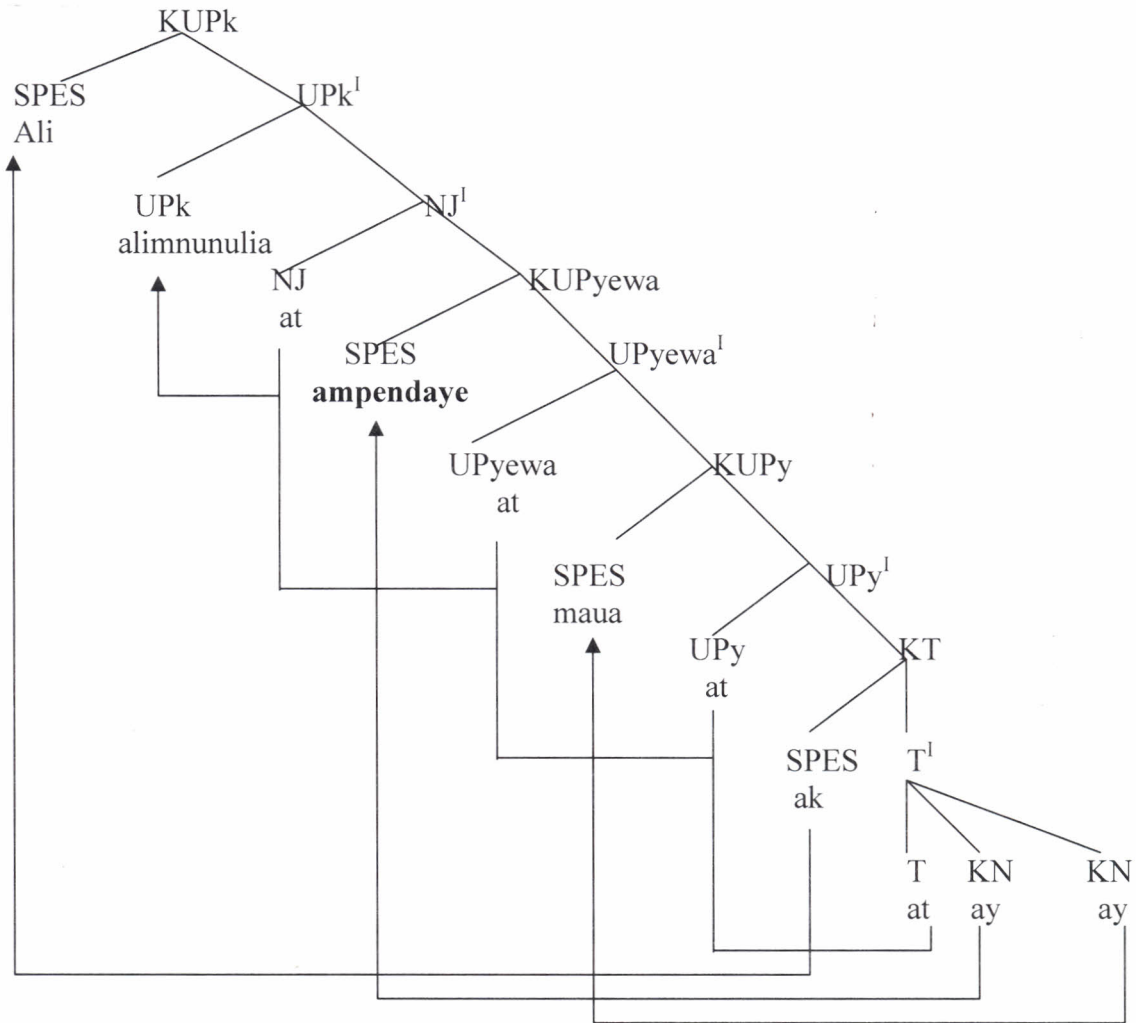 KUPk
SPES
Ali
UPkᴵ
UPk
alimnunulia
NJᴵ
NJ
at
KUPyewa
SPES
ampendaye
UPyewaᴵ
UPyewa
at
KUPy
SPES
maua
UPyᴵ
UPy
at
KT
SPES
ak
Tᴵ
T
at
KN
ay
KN
ay